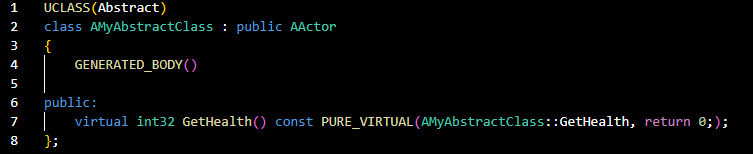 1 UCLASS(Abstract)
2 class AMyAbstractClass : public AActor
3 {
4     GENERATED_BODY()
5
6 public:
7     virtual int32 GetHealth() const PURE_VIRTUAL(AMyAbstractClass::GetHealth, return 0;);
8 };